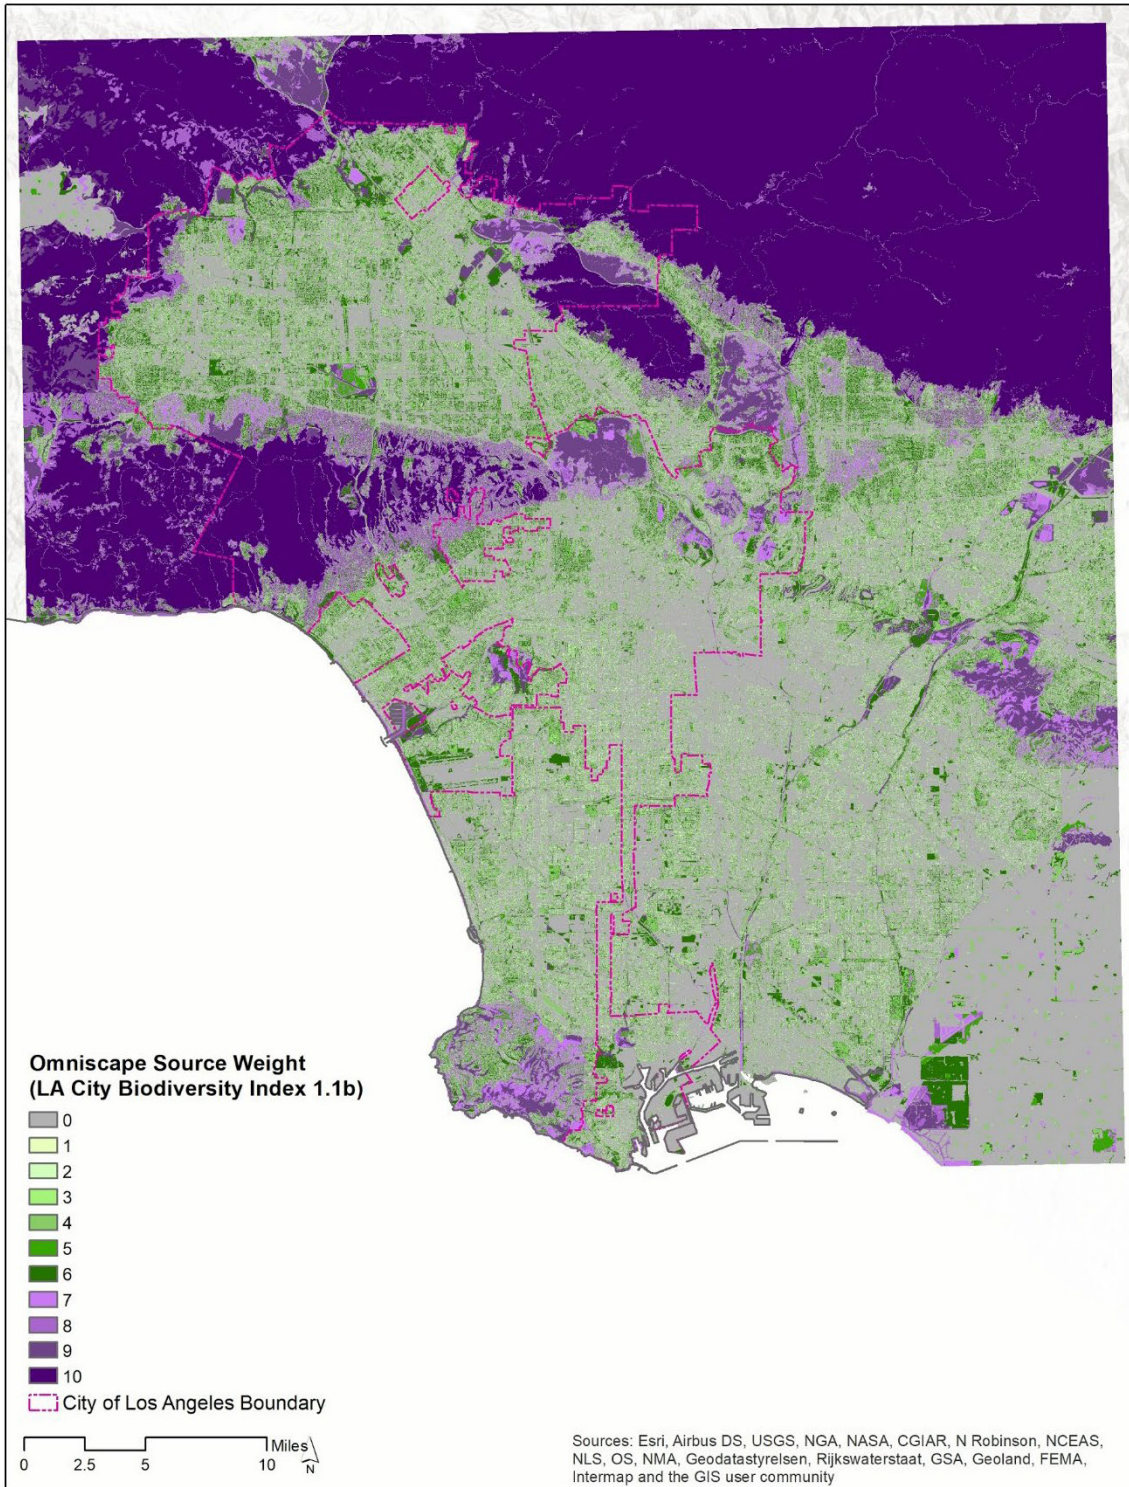 Omniscape Source Weight
(LA City Biodiversity Index 1.1b)
0
1
2
3
4
5
6
7
8
9
10
City of Los Angeles Boundary
Miles
0 2.5 5 10
N
Sources: Esri, Airbus DS, USGS, NGA, NASA, CGIAR, N Robinson, NCEAS,
NLS, OS, NMA, Geodatastyrelsen, Rijkswaterstaat, GSA, Geoland, FEMA,
Intermap and the GIS user community